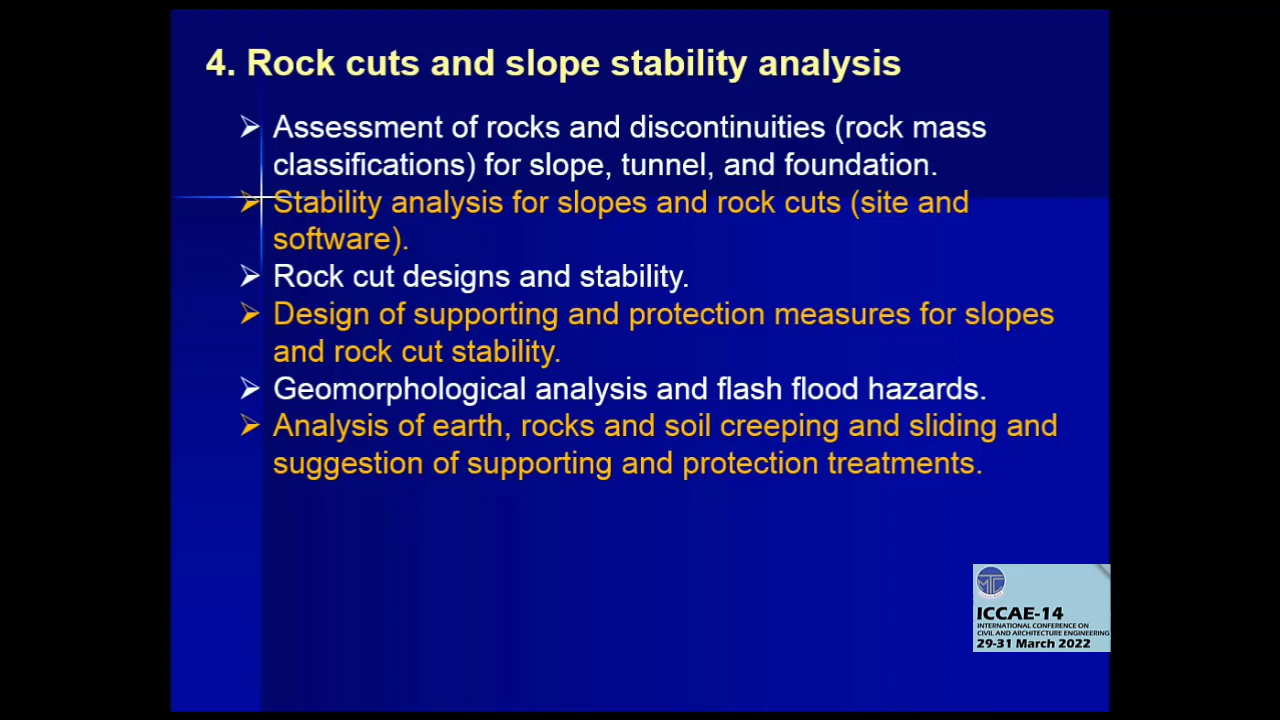 4. Rock cuts and slope stability analysis
➢ Assessment of rocks and discontinuities (rock mass
classifications) for slope, tunnel, and foundation.
➢ Stability analysis for slopes and rock cuts (site and
software).
➢ Rock cut designs and stability.
➢ Design of supporting and protection measures for slopes
and rock cut stability.
➢ Geomorphological analysis and flash flood hazards.
➢ Analysis of earth, rocks and soil creeping and sliding and
suggestion of supporting and protection treatments.
MTC
ICCAE-14
INTERNATIONAL CONFERENCE ON
CIVIL AND ARCHITECTURE ENGINEERING
29-31 March 2022